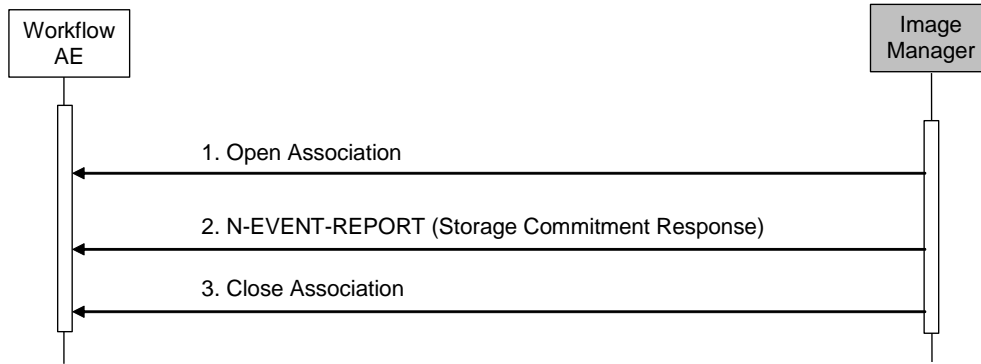 Workflow
AE
Image
Manager
1. Open Association
2. N-EVENT-REPORT (Storage Commitment Response)
3. Close Association